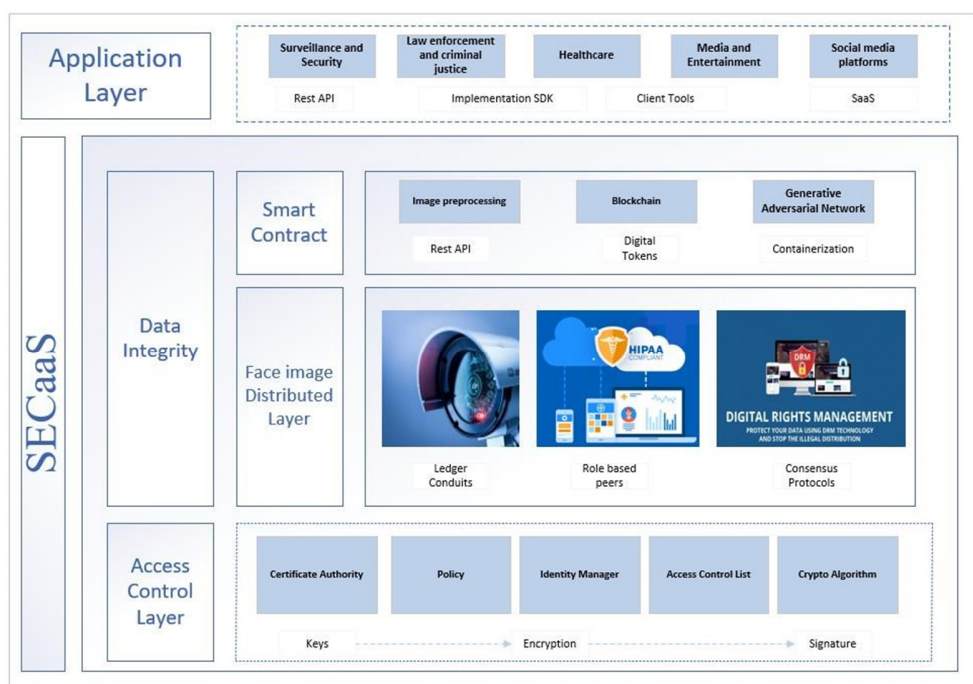 Application
Layer
Surveillance and
Security
Law enforcement
and criminal
justice
Healthcare
Media and
Entertainment
Social media
platforms
Rest API
Implementation SDK
Client Tools
SaaS
SECaaS
Data
Integrity
Smart
Contract
Image preprocessing
Blockchain
Generative
Adversarial Network
Rest API
Digital
Tokens
Containerization
Face image
Distributed
Layer
HIPAA
COMPLIANT
DRM
DIGITAL RIGHTS MANAGEMENT
PROTECT YOUR DATA USING DRM TECHNOLOGY
AND STOP THE ILLEGAL DISTRIBUTION
Ledger
Conduits
Role based
peers
Consensus
Protocols
Access
Control
Layer
Certificate Authority
Policy
Identity Manager
Access Control List
Crypto Algorithm
Keys
Encryption
Signature